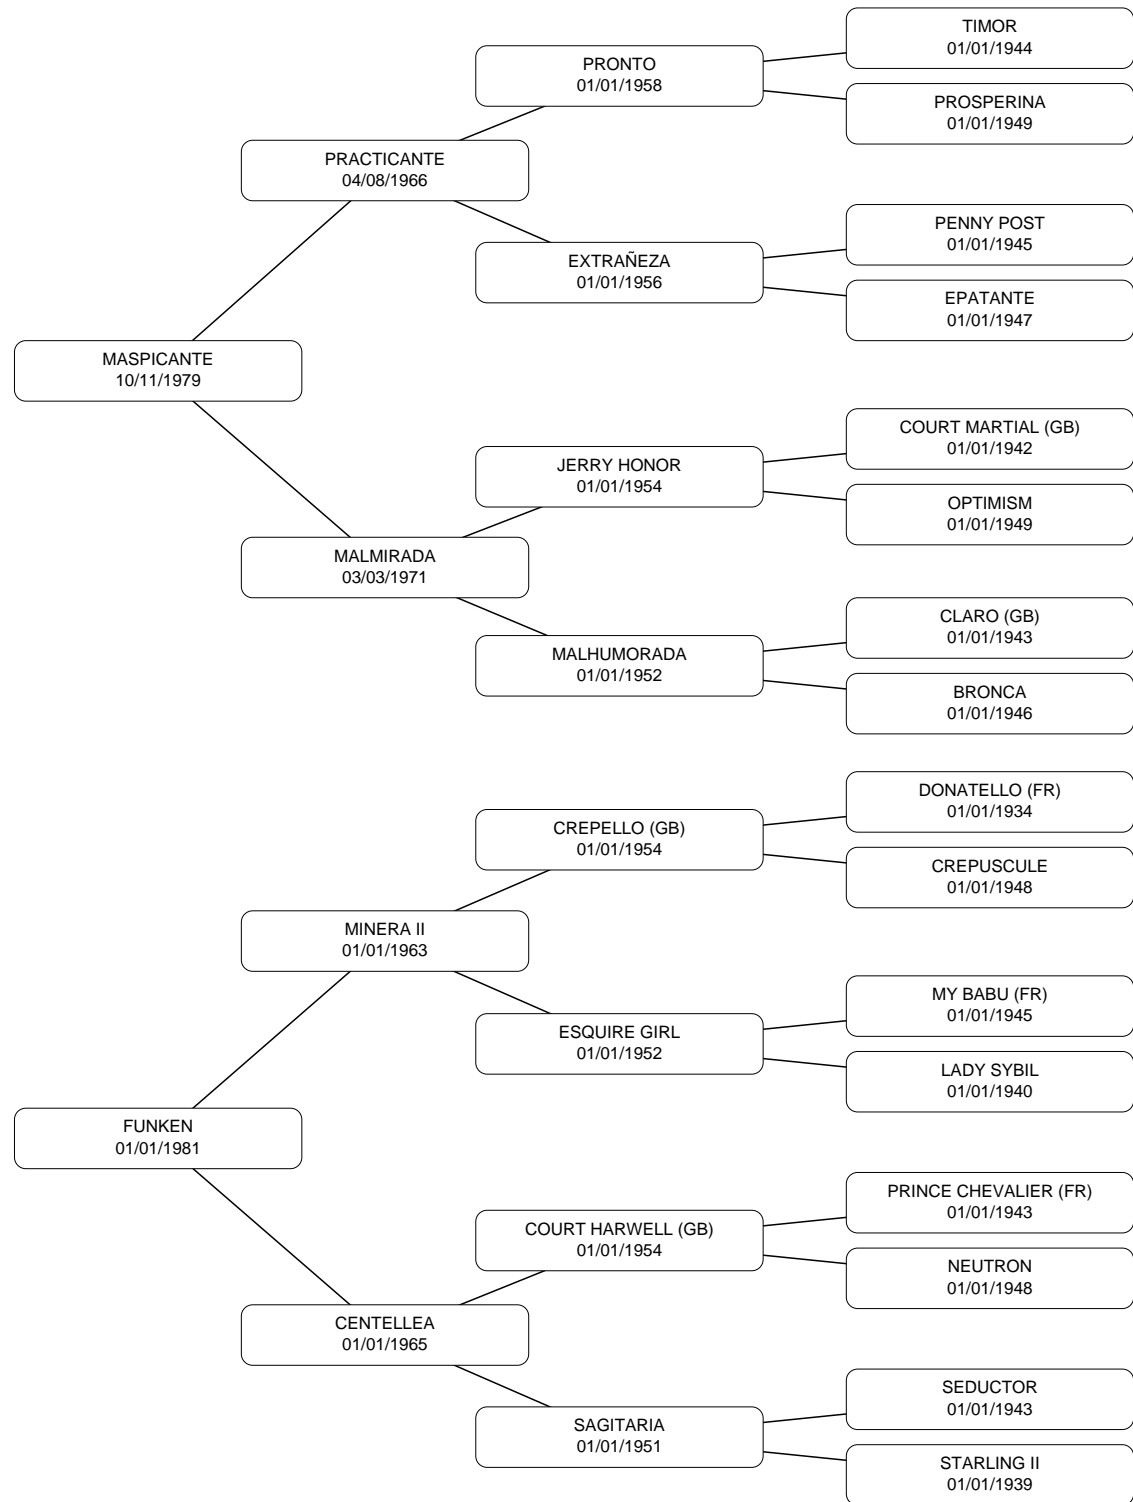 TIMOR
01/01/1944
PRONTO
01/01/1958
PROSPERINA
01/01/1949
PRACTICANTE
04/08/1966
PENNY POST
01/01/1945
EXTRAÑEZA
01/01/1956
EPATANTE
01/01/1947
MASPICANTE
10/11/1979
COURT MARTIAL (GB)
01/01/1942
JERRY HONOR
01/01/1954
OPTIMISM
01/01/1949
MALMIRADA
03/03/1971
CLARO (GB)
01/01/1943
MALHUMORADA
01/01/1952
BRONCA
01/01/1946
DONATELLO (FR)
01/01/1934
CREPELLO (GB)
01/01/1954
CREPUSCULE
01/01/1948
MINERA II
01/01/1963
MY BABU (FR)
01/01/1945
ESQUIRE GIRL
01/01/1952
LADY SYBIL
01/01/1940
FUNKEN
01/01/1981
PRINCE CHEVALIER (FR)
01/01/1943
COURT HARWELL (GB)
01/01/1954
NEUTRON
01/01/1948
CENTELLEA
01/01/1965
SEDUCTOR
01/01/1943
SAGITARIA
01/01/1951
STARLING II
01/01/1939